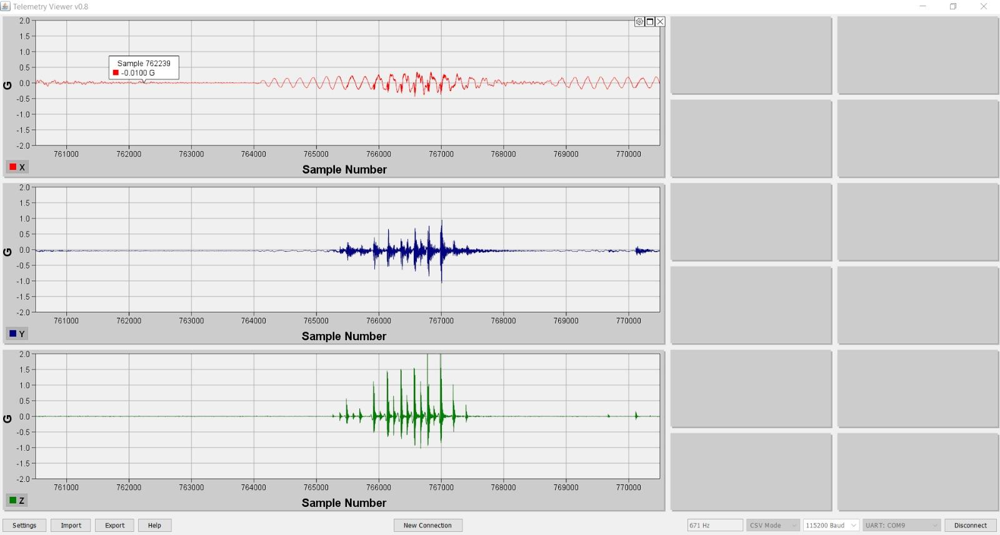 Telemetry Viewer v0.8
2.0
1.5
1.0
0.5
0.0
-0.5
-1.0
-1.5
-2.0
G
Sample 762239
-0.0100 G
761000 762000 763000 764000 765000 766000 767000 768000 769000 770000
Sample Number
X
2.0
1.5
1.0
0.5
0.0
-0.5
-1.0
-1.5
-2.0
G
761000 762000 763000 764000 765000 766000 767000 768000 769000 770000
Sample Number
Y
2.0
1.5
1.0
0.5
0.0
-0.5
-1.0
-1.5
-2.0
G
761000 762000 763000 764000 765000 766000 767000 768000 769000 770000
Sample Number
Z
Settings Import Export Help New Connection 671 Hz CSV Mode 115200 Baud UART: COM9 Disconnect